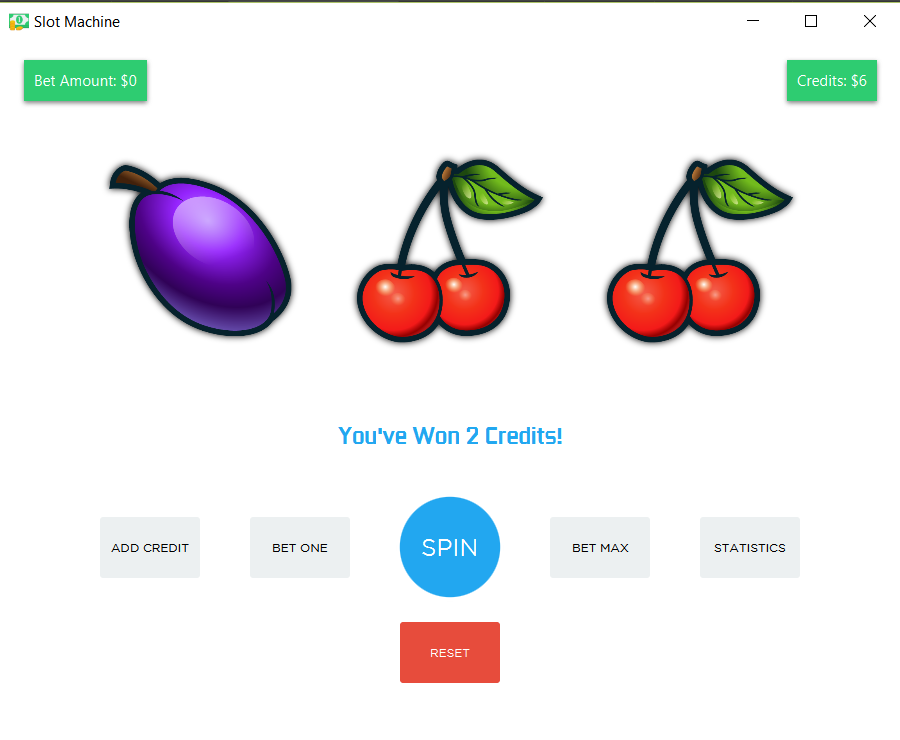 Slot Machine
Bet Amount: $0
Credits: $6
You've Won 2 Credits!
ADD CREDIT
BET ONE
SPIN
BET MAX
STATISTICS
RESET